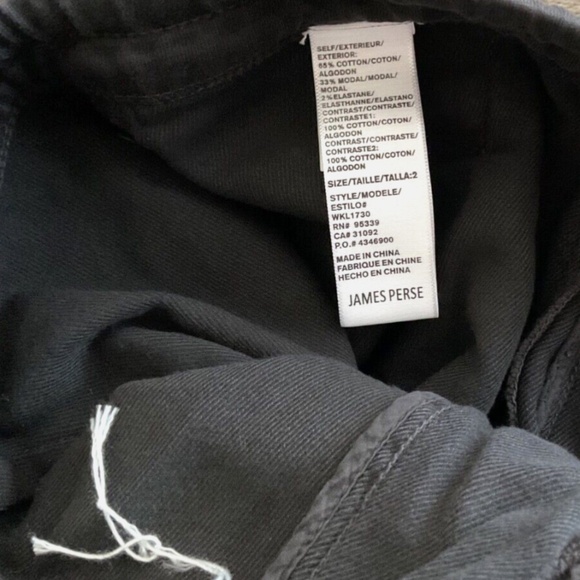 SELF/EXTERIEUR/
EXTERIOR:
65% COTTON/COTON/
ALGODON
33% MODAL/MODAL/
MODAL
2% ELASTANE/
ELASTHANNE/ELASTANO
CONTRAST/CONTRASTE/
CONTRASTE1:
100% COTTON/COTON/
ALGODON
CONTRAST/CONTRASTE/
CONTRASTE2:
100% COTTON/COTON/
ALGODON
SIZE/TAILLE/TALLA:2
STYLE/MODELE/
ESTILO#
WKL1730
RN# 95339
CA# 31092
P.O.# 4346900
MADE IN CHINA
FABRIQUE EN CHINE
HECHO EN CHINA
JAMES PERSE